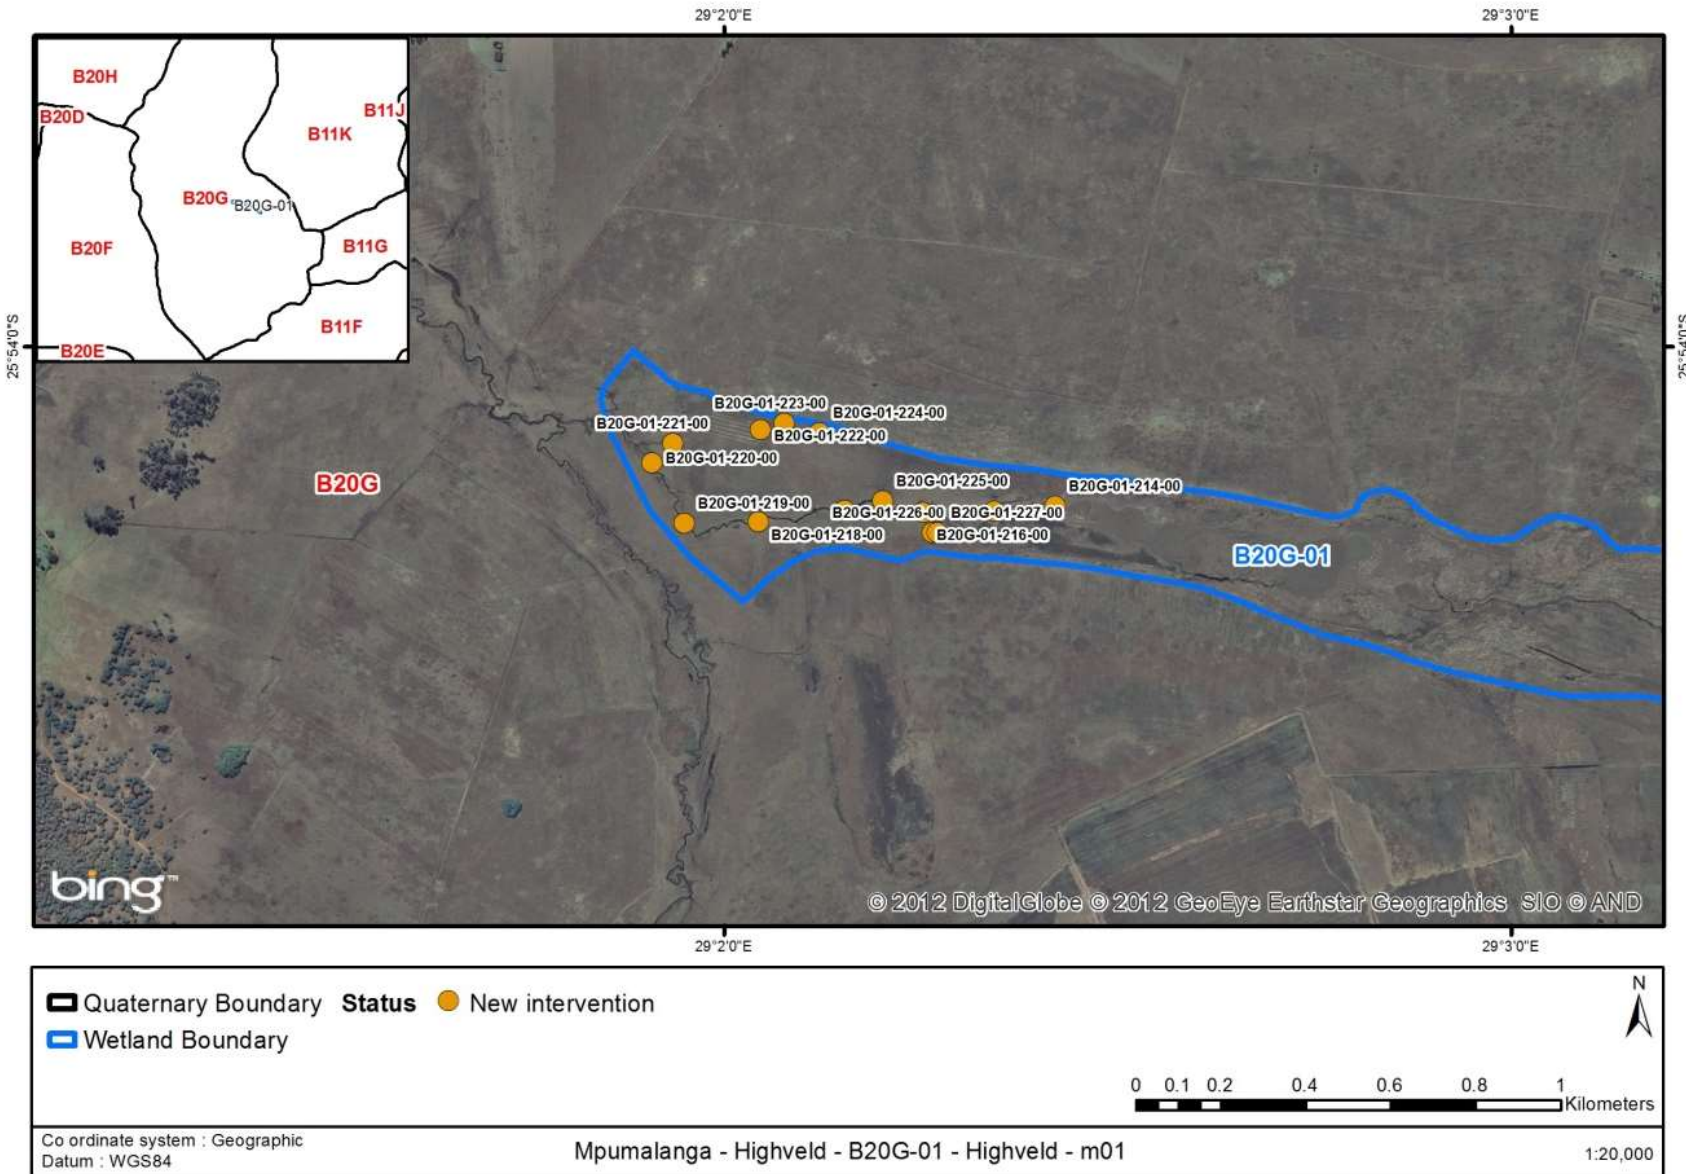 29°2'0"E
29°3'0"E
B20H
B20D
B11J
B11K
B20G
B20G-01
B20F
B11G
B11F
B20E
25°54'0"S
25°54'0"S
B20G-01-223-00
B20G-01-224-00
B20G-01-221-00
B20G-01-222-00
B20G-01-220-00
B20G
B20G-01-225-00
B20G-01-214-00
B20G-01-219-00
B20G-01-226-00
B20G-01-227-00
B20G-01-218-00
B20G-01-216-00
B20G-01
bing™
© 2012 DigitalGlobe © 2012 GeoEye Earthstar Geographics SIO © AND
29°2'0"E
29°3'0"E
Quaternary Boundary Status New intervention
Wetland Boundary
N
0 0.1 0.2 0.4 0.6 0.8 1
Kilometers
Co ordinate system : Geographic
Datum : WGS84
Mpumalanga - Highveld - B20G-01 - Highveld - m01
1:20,000